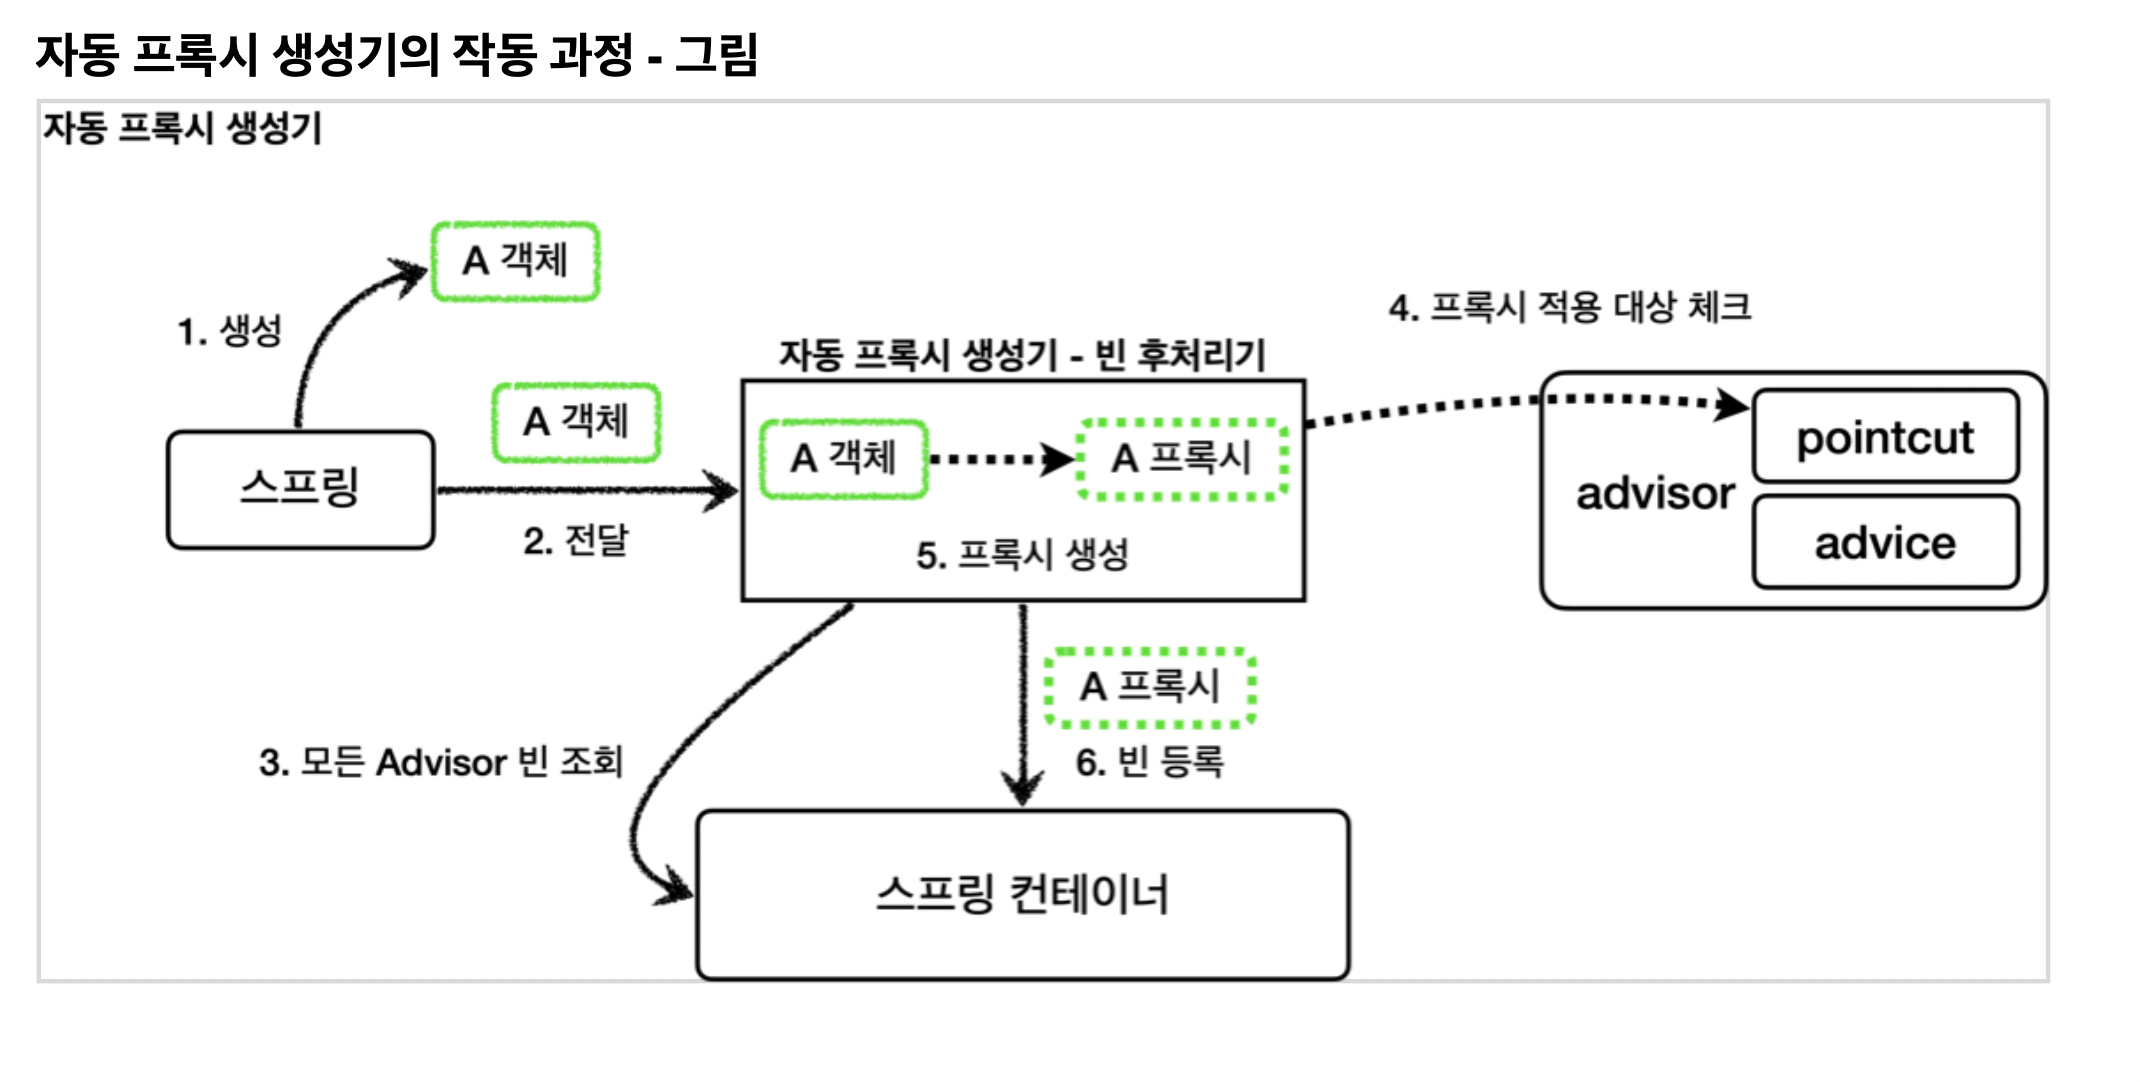 자동 프록시 생성기의 작동 과정 - 그림
자동 프록시 생성기
A 객체
1. 생성
스프링
A 객체
2. 전달
자동 프록시 생성기 - 빈 후처리기
A 객체
A 프록시
5. 프록시 생성
4. 프록시 적용 대상 체크
advisor
pointcut
advice
3. 모든 Advisor 빈 조회
A 프록시
6. 빈 등록
스프링 컨테이너